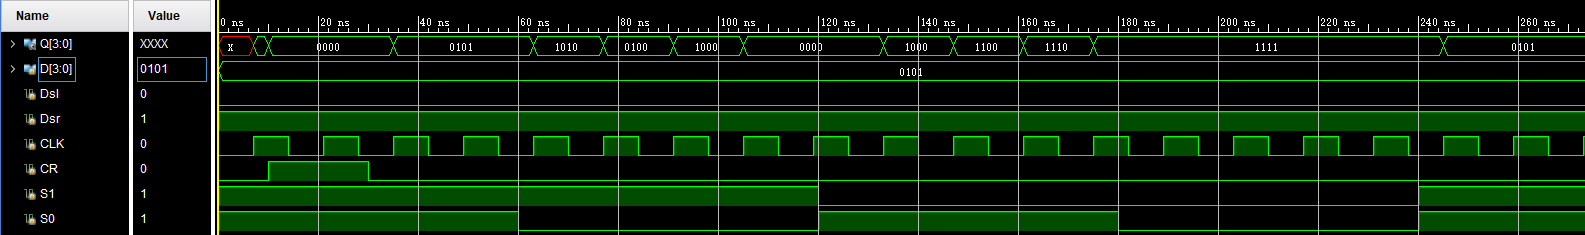 Name Value 0 ns 20 ns 40 ns 60 ns 80 ns 100 ns 120 ns 140 ns 160 ns 180 ns 200 ns 220 ns 240 ns 260 ns
Q[3:0] XXXX X 0000 0101 1010 0100 1000 0000 1000 1100 1110 1111 0101
D[3:0] 0101 0101
Dsl 0
Dsr 1
CLK 0
CR 0
S1 1
S0 1